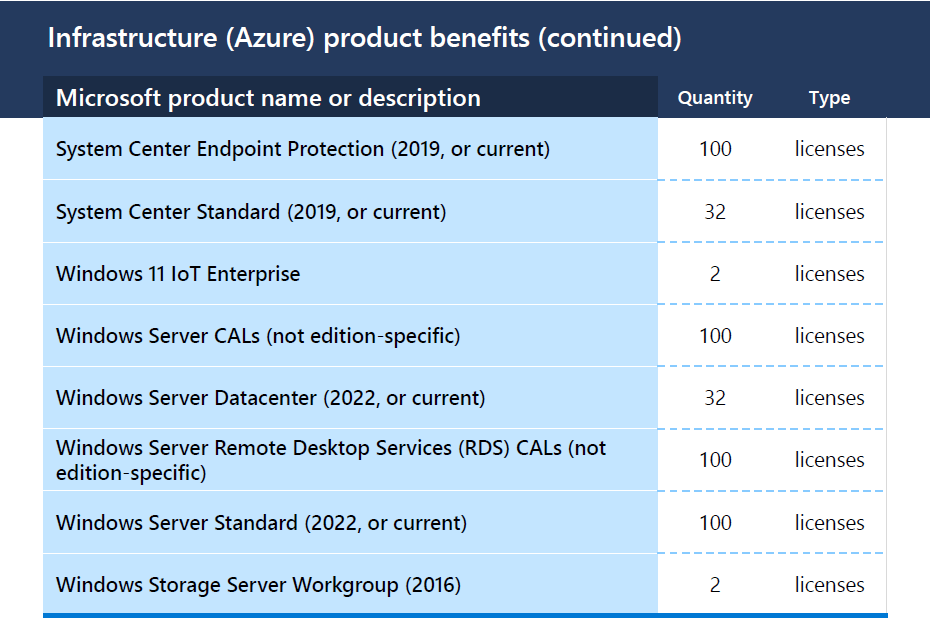 Infrastructure (Azure) product benefits (continued)
Microsoft product name or description Quantity Type
System Center Endpoint Protection (2019, or current) 100 licenses
System Center Standard (2019, or current) 32 licenses
Windows 11 IoT Enterprise 2 licenses
Windows Server CALs (not edition-specific) 100 licenses
Windows Server Datacenter (2022, or current) 32 licenses
Windows Server Remote Desktop Services (RDS) CALs (not
edition-specific) 100 licenses
Windows Server Standard (2022, or current) 100 licenses
Windows Storage Server Workgroup (2016) 2 licenses